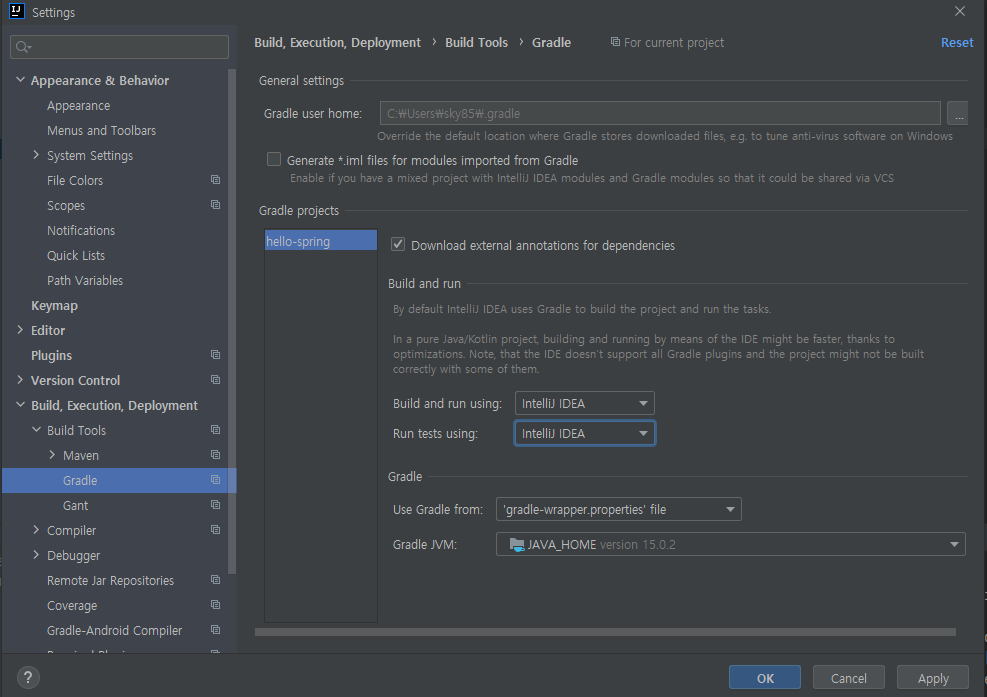 IJ
Settings
Build, Execution, Deployment › Build Tools › Gradle For current project Reset
Appearance & Behavior
Appearance
Menus and Toolbars
System Settings
File Colors
Scopes
Notifications
Quick Lists
Path Variables
Keymap
Editor
Plugins
Version Control
Build, Execution, Deployment
Build Tools
Maven
Gradle
Gant
Compiler
Debugger
Remote Jar Repositories
Coverage
Gradle-Android Compiler
General settings
Gradle user home: C:₩Users₩sky85₩.gradle ...
Override the default location where Gradle stores downloaded files, e.g. to tune anti-virus software on Windows
Generate *.iml files for modules imported from Gradle
Enable if you have a mixed project with IntelliJ IDEA modules and Gradle modules so that it could be shared via VCS
Gradle projects
hello-spring
Download external annotations for dependencies
Build and run
By default IntelliJ IDEA uses Gradle to build the project and run the tasks.
In a pure Java/Kotlin project, building and running by means of the IDE might be faster, thanks to
optimizations. Note, that the IDE doesn't support all Gradle plugins and the project might not be built
correctly with some of them.
Build and run using: IntelliJ IDEA
Run tests using: IntelliJ IDEA
Gradle
Use Gradle from: 'gradle-wrapper.properties' file
Gradle JVM: JAVA_HOME version 15.0.2
? OK Cancel Apply